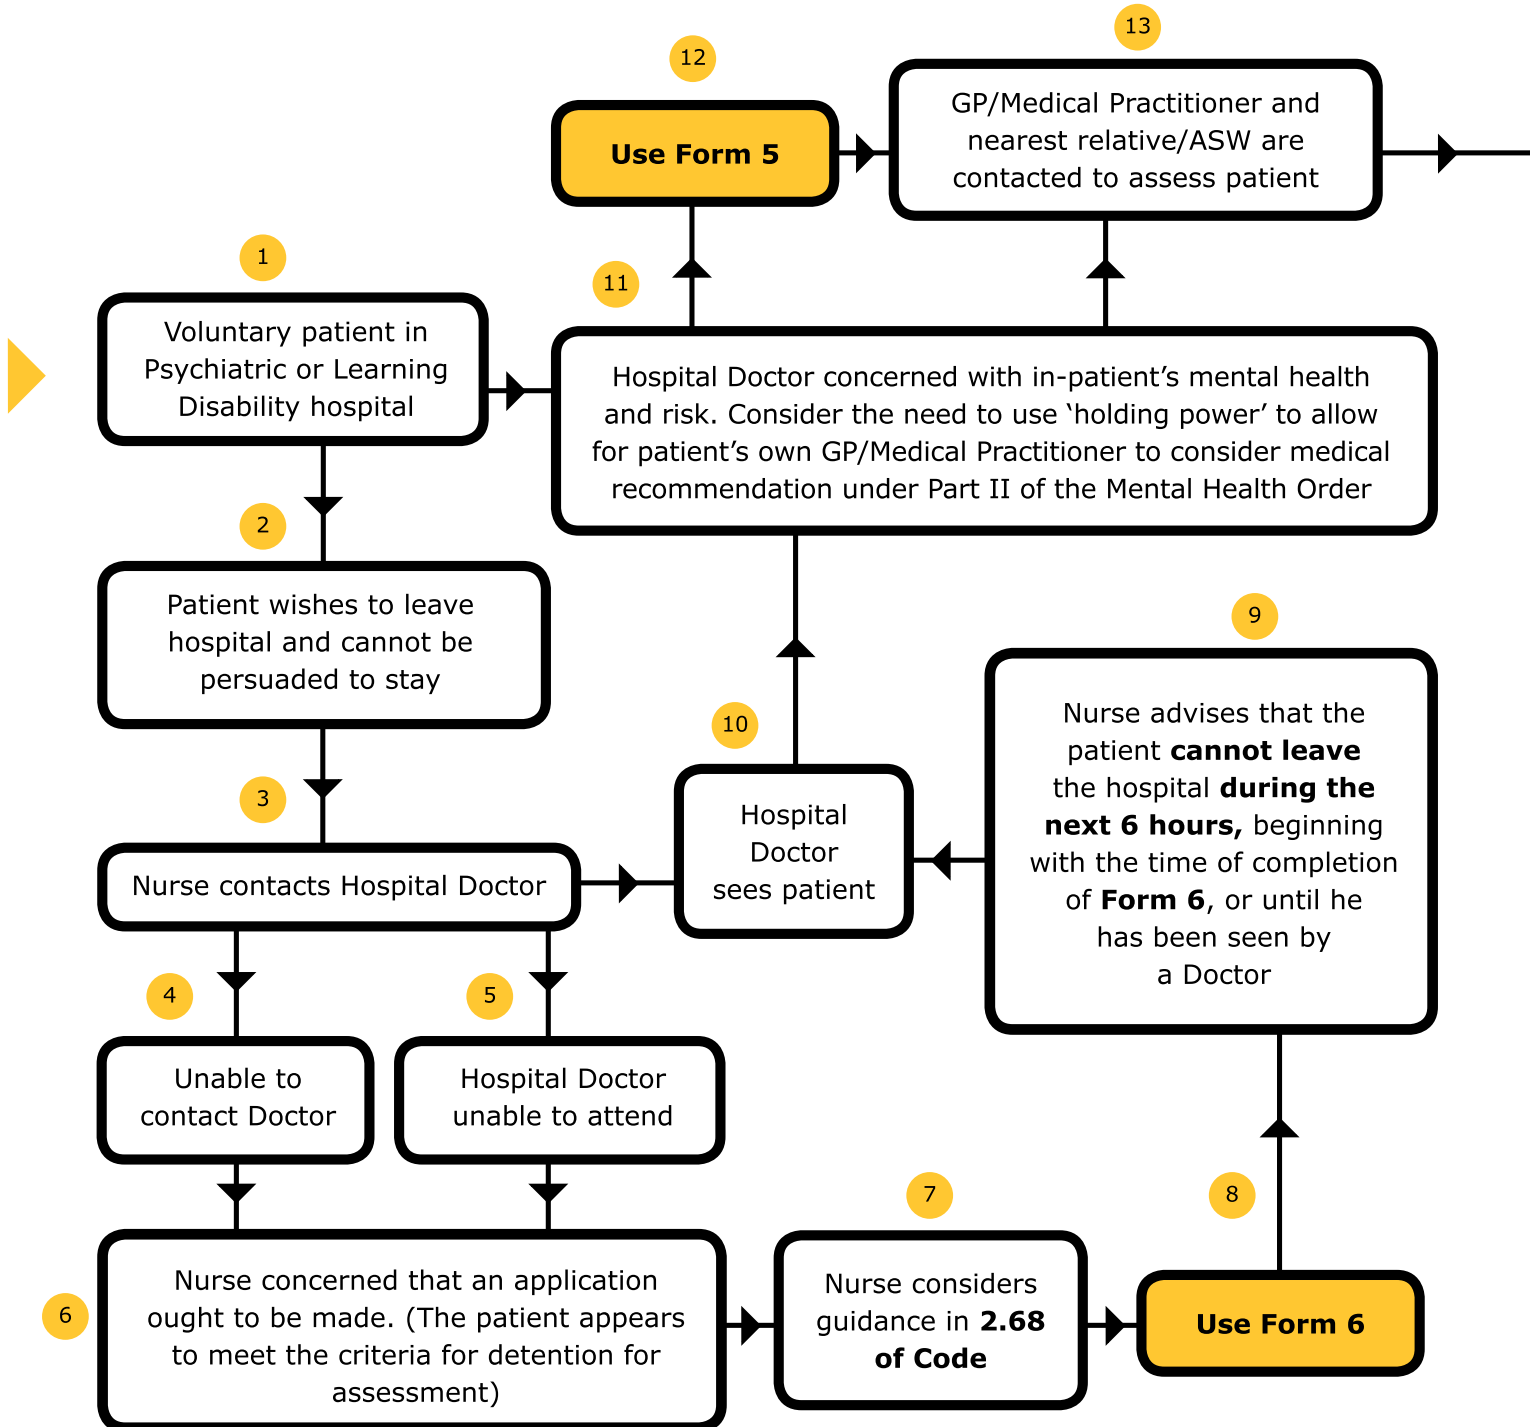 1
Voluntary patient in
Psychiatric or Learning
Disability hospital
2
Patient wishes to leave
hospital and cannot be
persuaded to stay
3
Nurse contacts Hospital Doctor
4
Unable to
contact Doctor
5
Hospital Doctor
unable to attend
6
Nurse concerned that an application
ought to be made. (The patient appears
to meet the criteria for detention for
assessment)
7
Nurse considers
guidance in 2.68
of Code
8
Use Form 6
9
Nurse advises that the
patient cannot leave
the hospital during the
next 6 hours, beginning
with the time of completion
of Form 6, or until he
has been seen by
a Doctor
10
Hospital
Doctor
sees patient
11
Hospital Doctor concerned with in-patient’s mental health
and risk. Consider the need to use ‘holding power’ to allow
for patient’s own GP/Medical Practitioner to consider medical
recommendation under Part II of the Mental Health Order
12
Use Form 5
13
GP/Medical Practitioner and
nearest relative/ASW are
contacted to assess patient